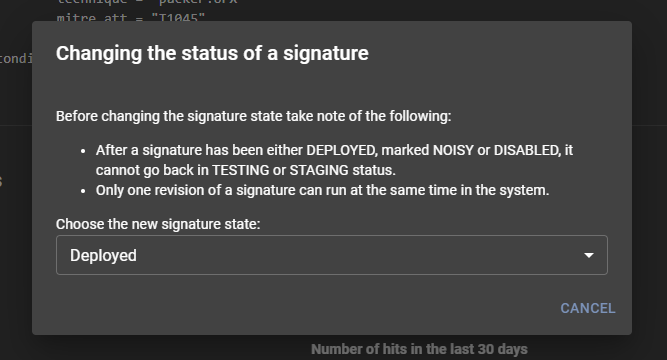 technique = "packer:UPX"
mitre_att = "T1045"
condi
Changing the status of a signature
Before changing the signature state take note of the following:
• After a signature has been either DEPLOYED, marked NOISY or DISABLED, it
cannot go back in TESTING or STAGING status.
• Only one revision of a signature can run at the same time in the system.
Choose the new signature state:
Deployed
CANCEL
Number of hits in the last 30 days